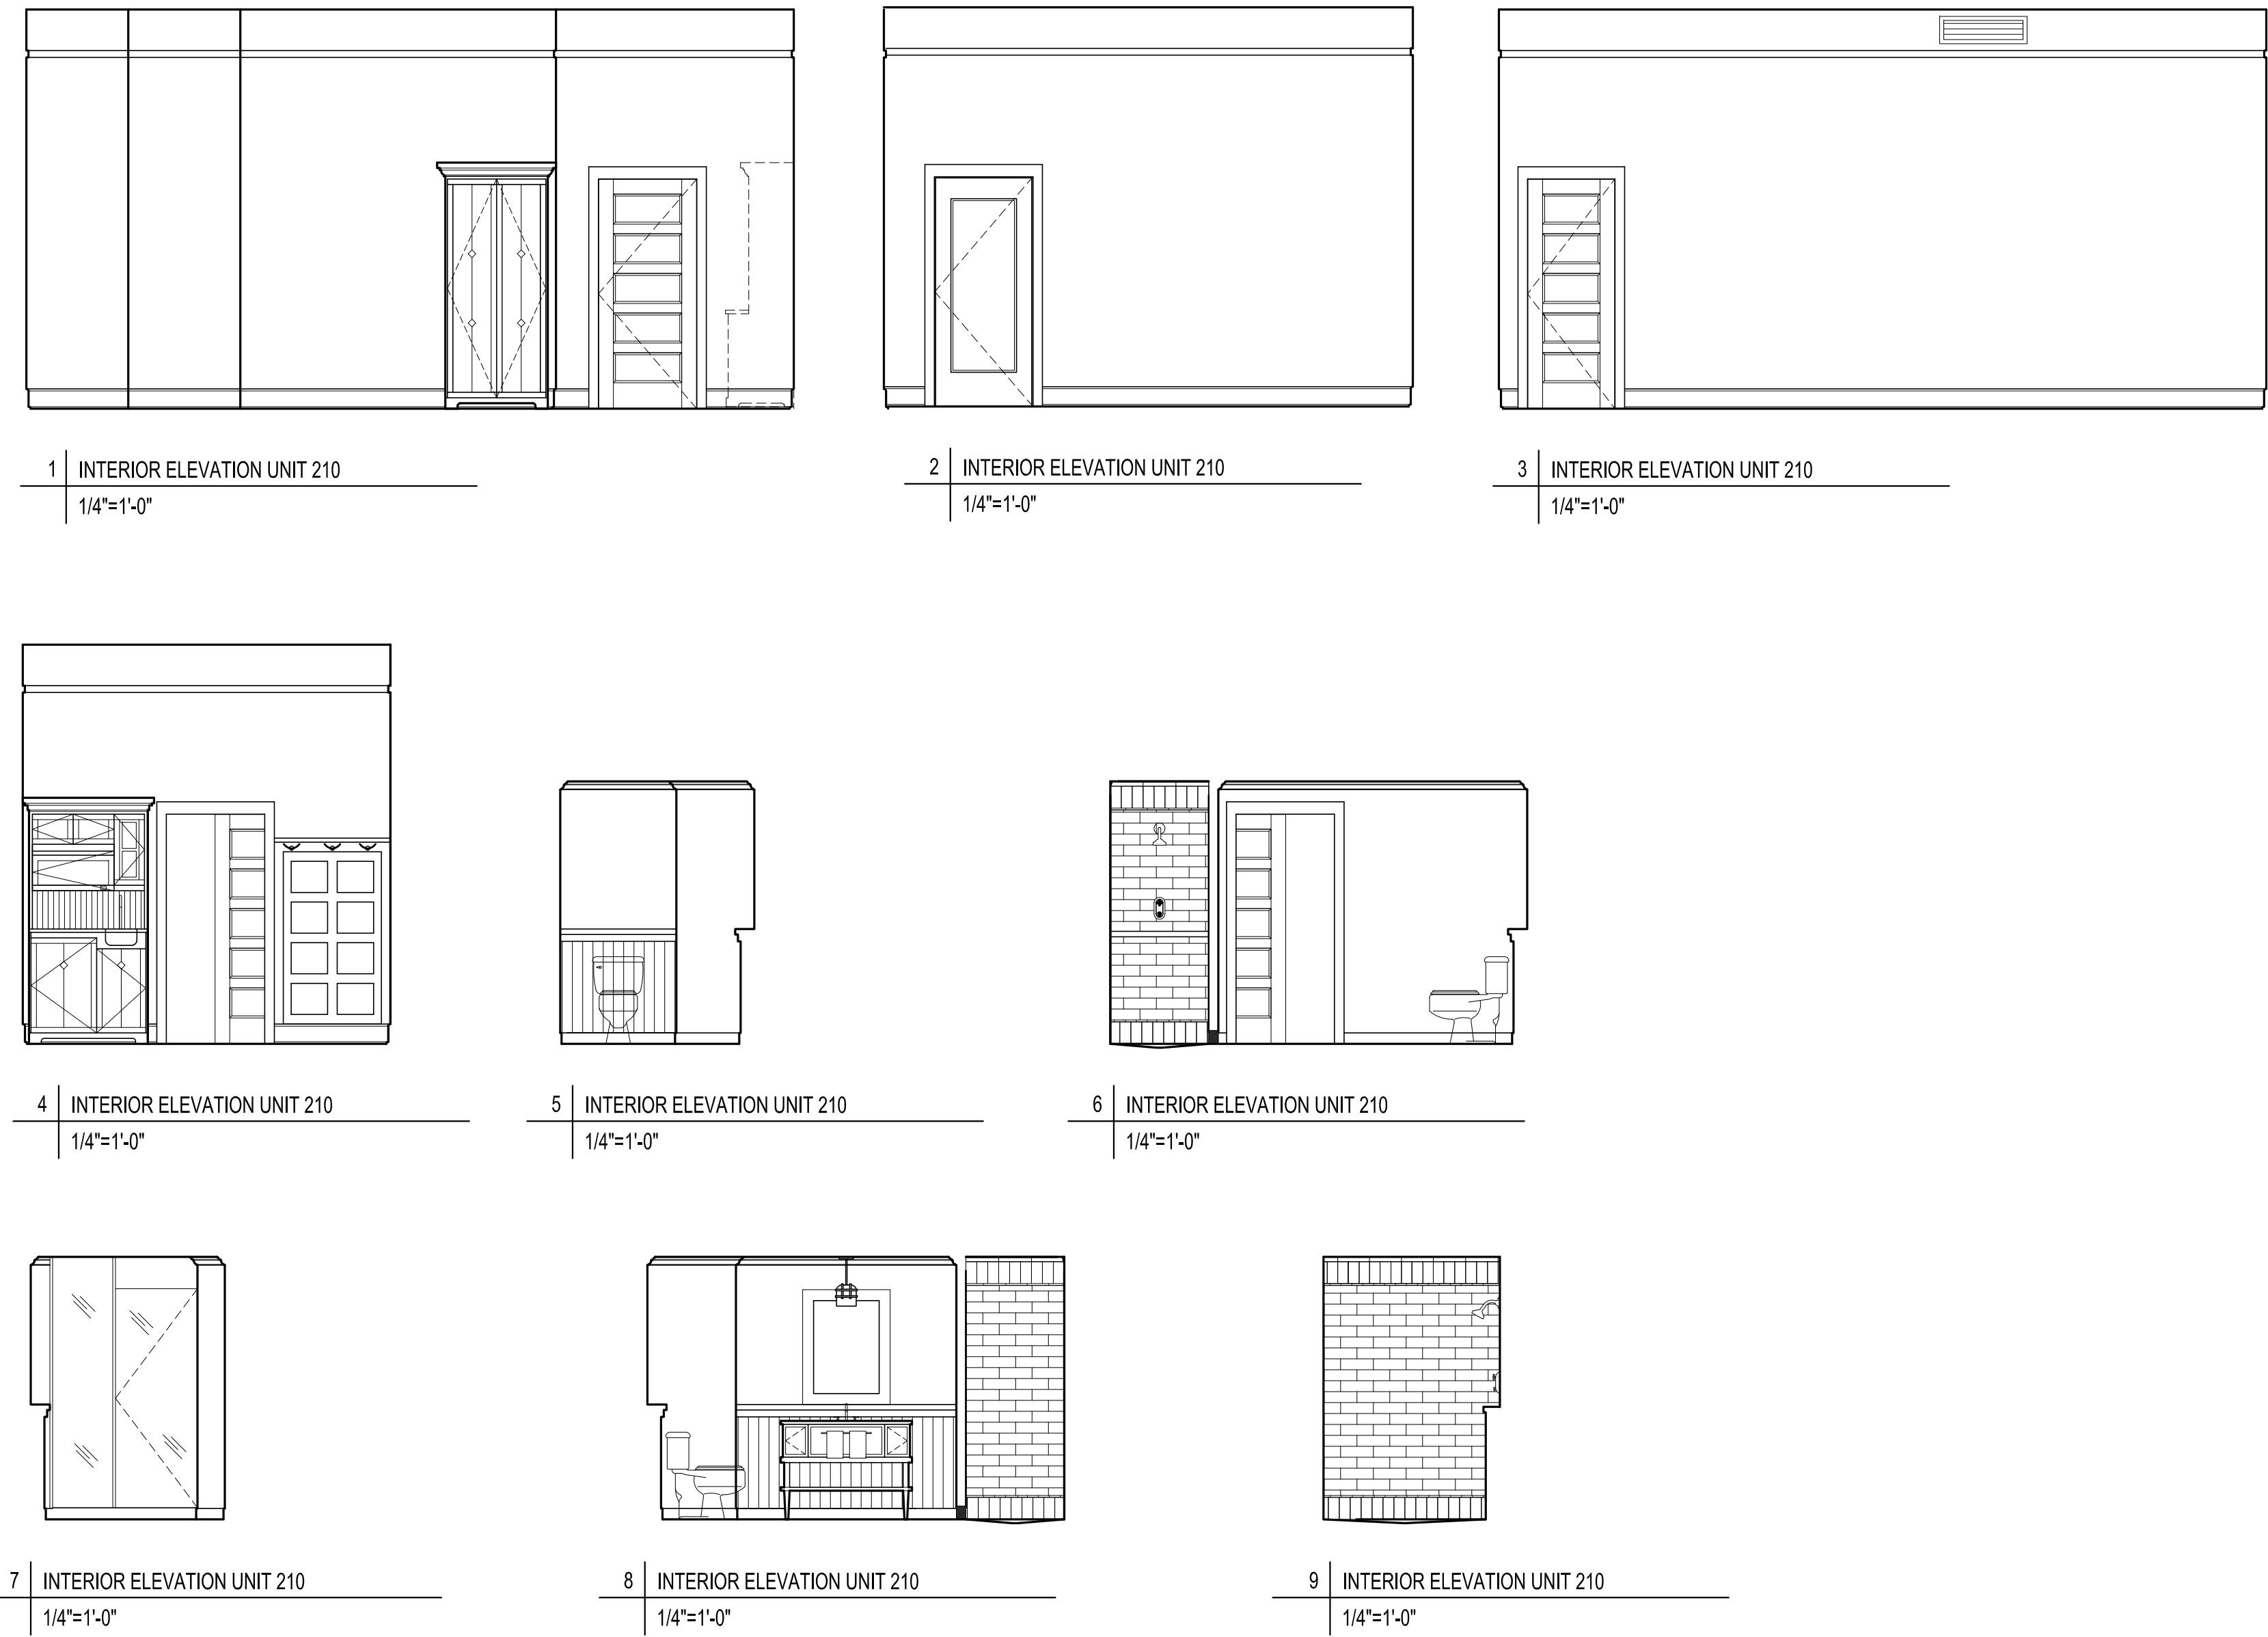 1 INTERIOR ELEVATION UNIT 210
1/4"=1'-0"
2 INTERIOR ELEVATION UNIT 210
1/4"=1'-0"
3 INTERIOR ELEVATION UNIT 210
1/4"=1'-0"
4 INTERIOR ELEVATION UNIT 210
1/4"=1'-0"
5 INTERIOR ELEVATION UNIT 210
1/4"=1'-0"
6 INTERIOR ELEVATION UNIT 210
1/4"=1'-0"
7 INTERIOR ELEVATION UNIT 210
1/4"=1'-0"
8 INTERIOR ELEVATION UNIT 210
1/4"=1'-0"
9 INTERIOR ELEVATION UNIT 210
1/4"=1'-0"